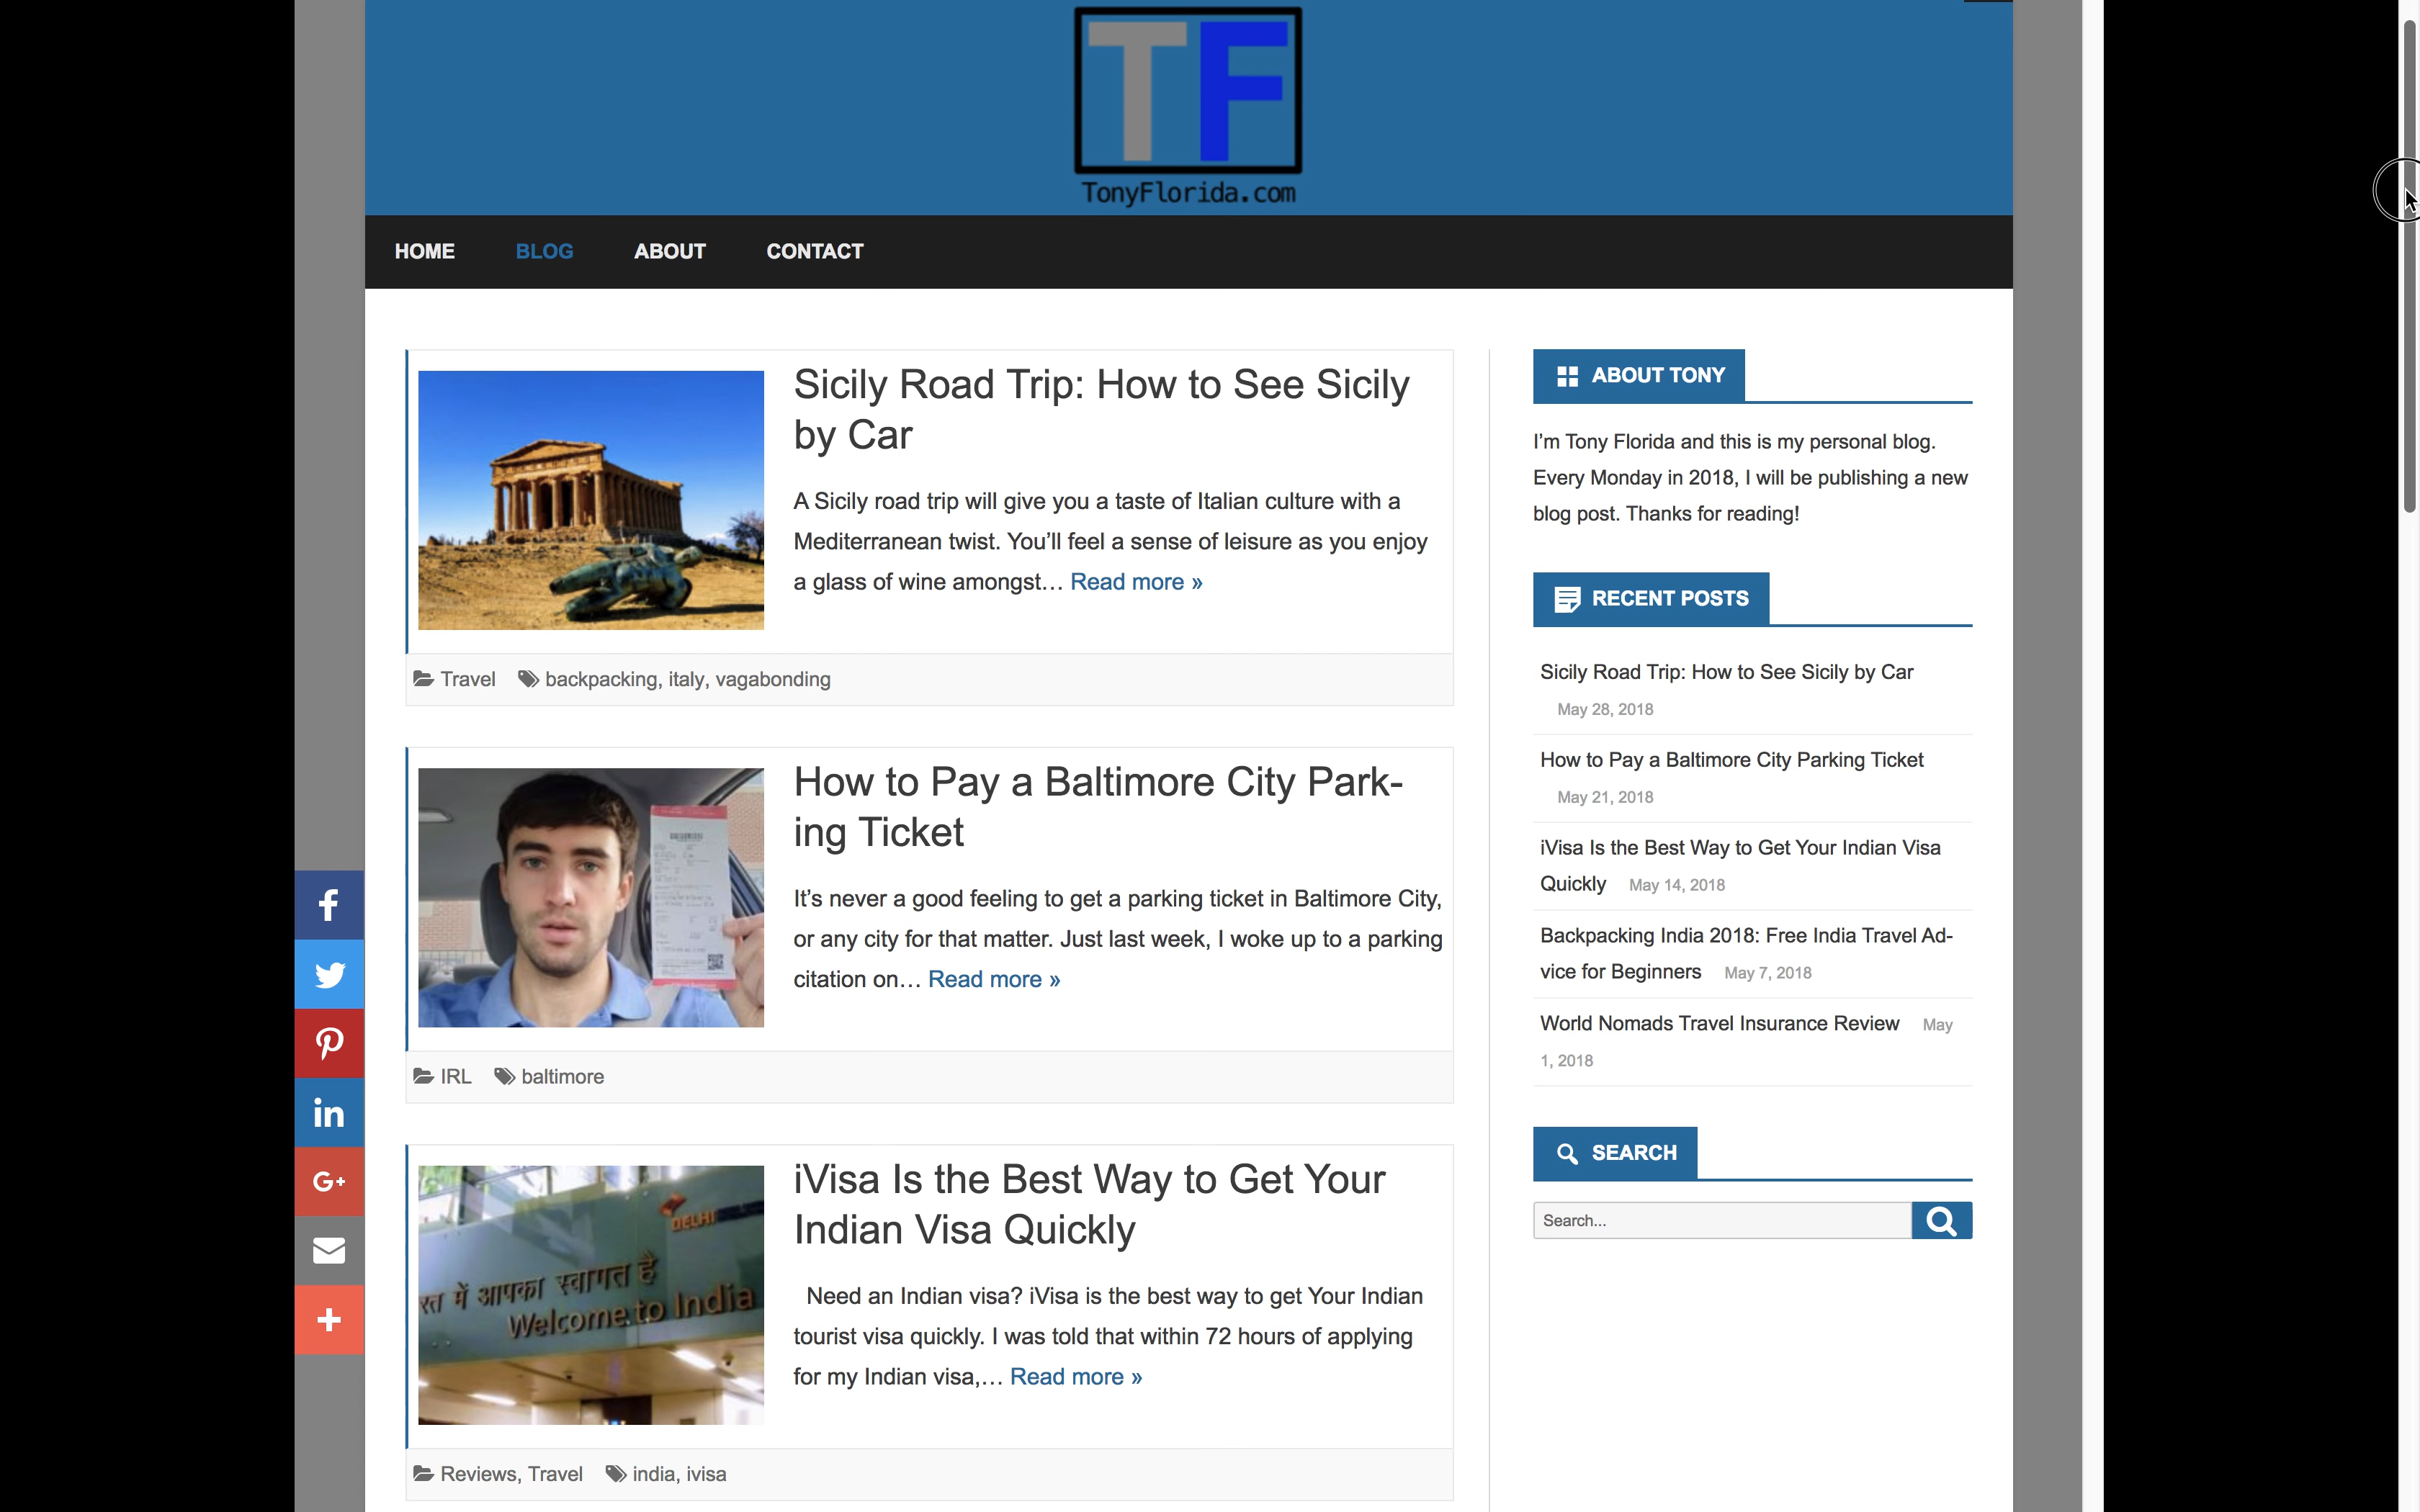 TF
TonyFlorida.com
HOME BLOG ABOUT CONTACT
Sicily Road Trip: How to See Sicily
by Car
A Sicily road trip will give you a taste of Italian culture with a
Mediterranean twist. You’ll feel a sense of leisure as you enjoy
a glass of wine amongst… Read more »
Travel backpacking, italy, vagabonding
How to Pay a Baltimore City Park-
ing Ticket
It’s never a good feeling to get a parking ticket in Baltimore City,
or any city for that matter. Just last week, I woke up to a parking
citation on… Read more »
IRL baltimore
DELHI
रत में आपका स्वागत है
Welcome to India
iVisa Is the Best Way to Get Your
Indian Visa Quickly
Need an Indian visa? iVisa is the best way to get Your Indian
tourist visa quickly. I was told that within 72 hours of applying
for my Indian visa,… Read more »
Reviews, Travel india, ivisa
ABOUT TONY
I’m Tony Florida and this is my personal blog.
Every Monday in 2018, I will be publishing a new
blog post. Thanks for reading!
RECENT POSTS
Sicily Road Trip: How to See Sicily by Car
May 28, 2018
How to Pay a Baltimore City Parking Ticket
May 21, 2018
iVisa Is the Best Way to Get Your Indian Visa
Quickly May 14, 2018
Backpacking India 2018: Free India Travel Ad-
vice for Beginners May 7, 2018
World Nomads Travel Insurance Review May
1, 2018
SEARCH
Search...